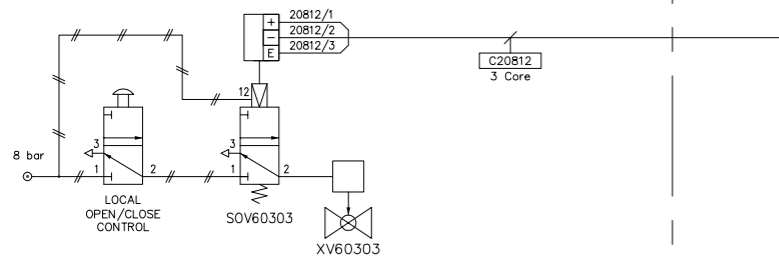 20812/1
+
20812/2
−
20812/3
E
C20812
3 Core
12
3
3
8 bar
1
2
1
2
LOCAL
OPEN/CLOSE
CONTROL
SOV60303
XV60303